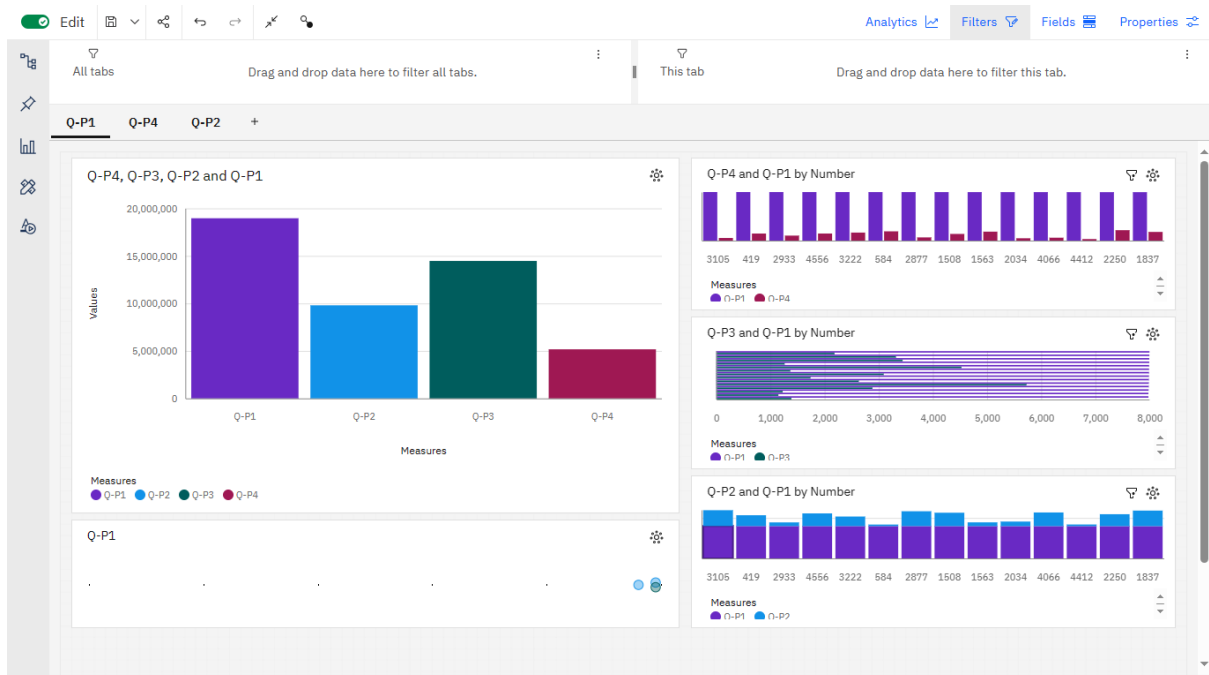 Edit
Analytics
Filters
Fields
Properties
All tabs
Drag and drop data here to filter all tabs.
This tab
Drag and drop data here to filter this tab.
Q-P1 Q-P4 Q-P2 +
Q-P4, Q-P3, Q-P2 and Q-P1
20,000,000
15,000,000
10,000,000
5,000,000
0
Values
Q-P1 Q-P2 Q-P3 Q-P4
Measures
Measures
Q-P1 Q-P2 Q-P3 Q-P4
Q-P1
Q-P4 and Q-P1 by Number
3105 419 2933 4556 3222 584 2877 1508 1563 2034 4066 4412 2250 1837
Measures
Q-P1 Q-P4
Q-P3 and Q-P1 by Number
0 1,000 2,000 3,000 4,000 5,000 6,000 7,000 8,000
Measures
Q-P1 Q-P3
Q-P2 and Q-P1 by Number
3105 419 2933 4556 3222 584 2877 1508 1563 2034 4066 4412 2250 1837
Measures
Q-P1 Q-P2